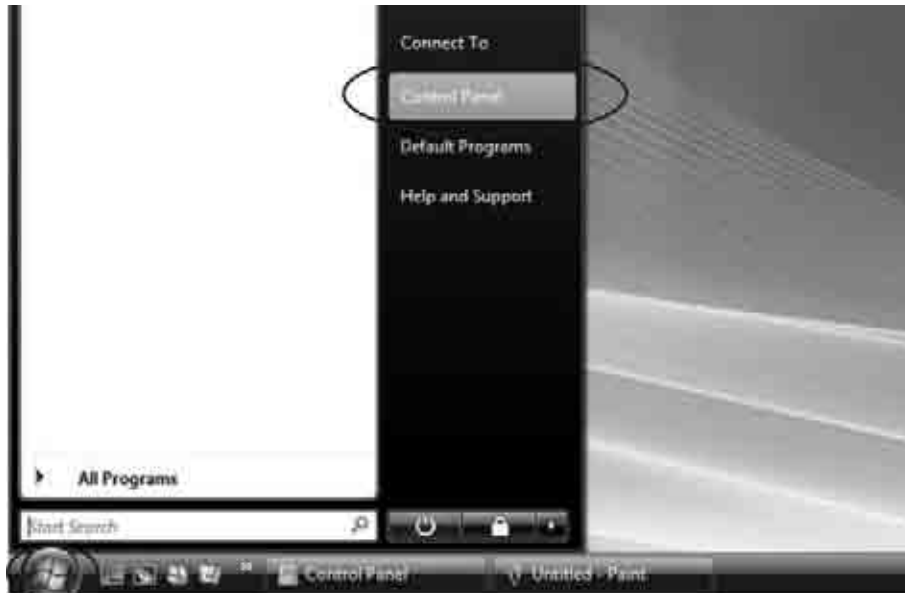 Connect To
Control Panel
Default Programs
Help and Support
All Programs
Start Search
Control Panel
Untitled - Paint